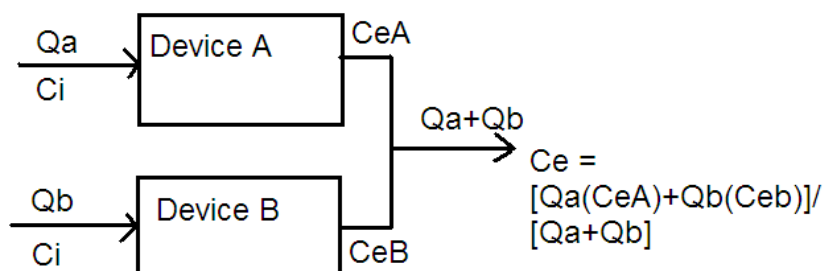 Qa
Ci
Device A
CeA
Qa+Qb
Ce =
[Qa(CeA)+Qb(Ceb)]/
[Qa+Qb]
Qb
Ci
Device B
CeB